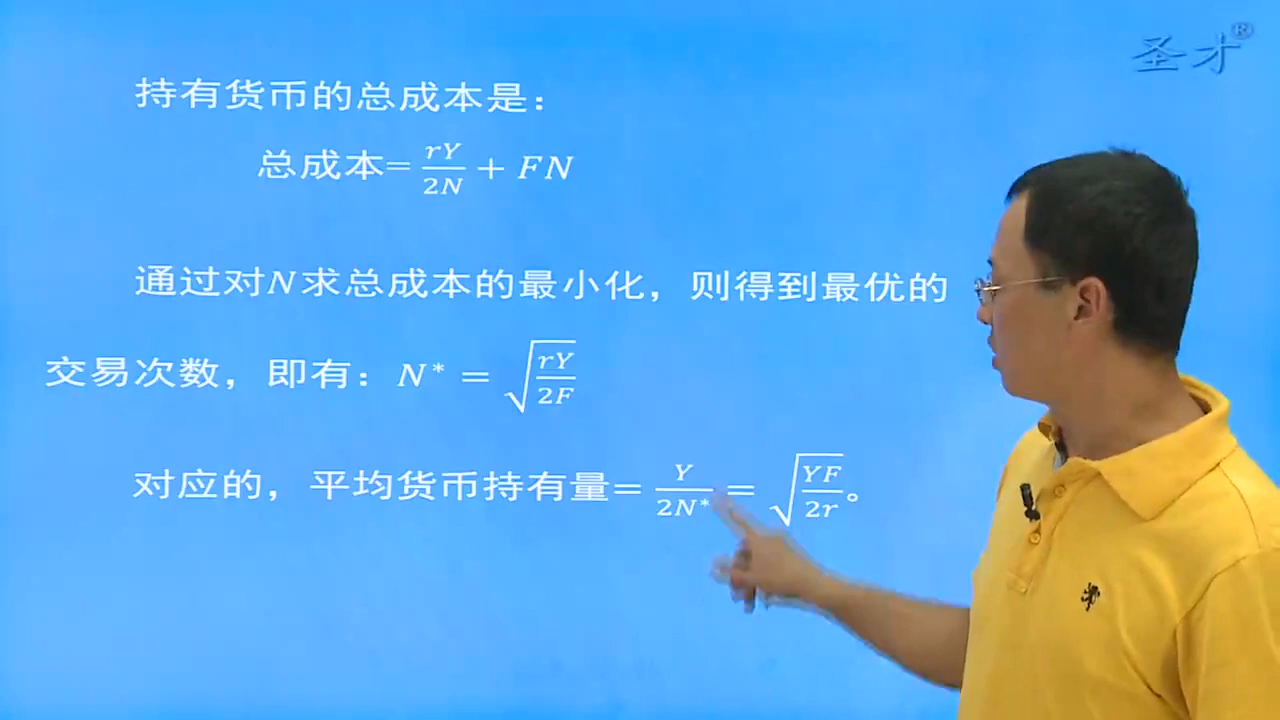 圣才®
持有货币的总成本是：
总成本= rY/2N + FN
通过对N求总成本的最小化，则得到最优的
交易次数，即有：N* = √(rY/2F)
对应的，平均货币持有量= Y/2N* = √(YF/2r)。